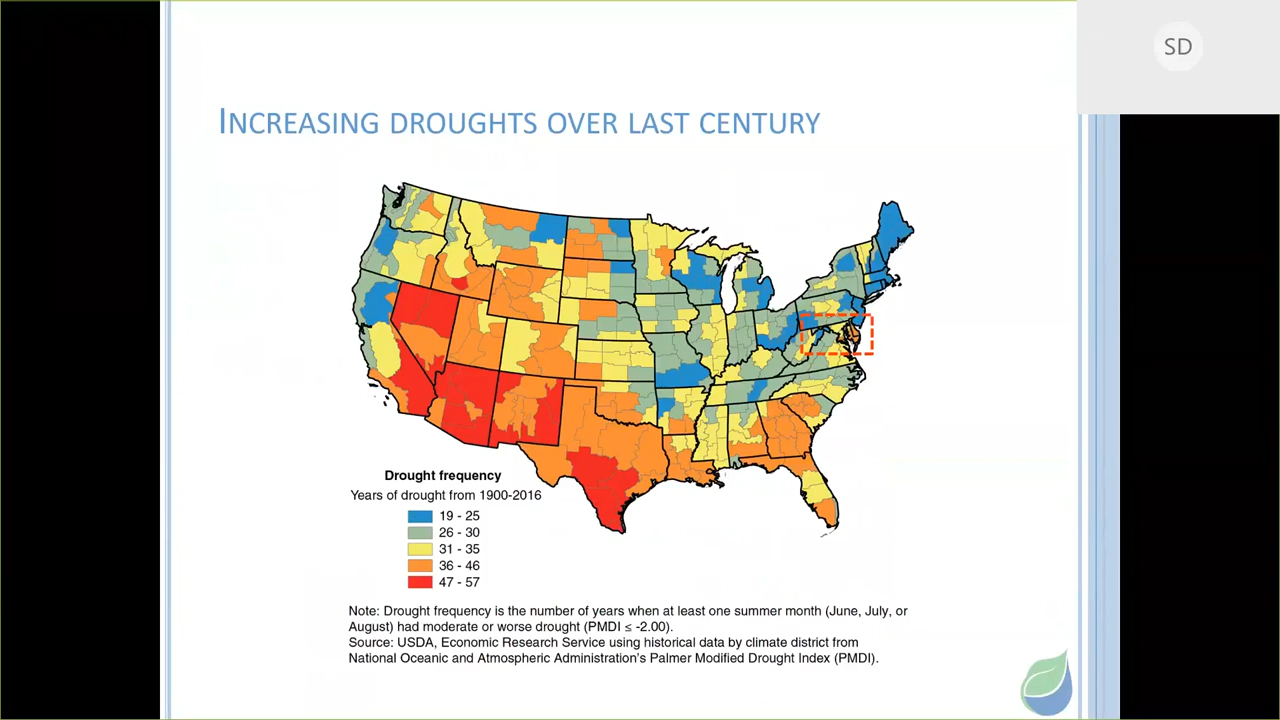 SD
INCREASING DROUGHTS OVER LAST CENTURY
Drought frequency
Years of drought from 1900-2016
19 - 25
26 - 30
31 - 35
36 - 46
47 - 57
Note: Drought frequency is the number of years when at least one summer month (June, July, or
August) had moderate or worse drought (PMDI ≤ -2.00).
Source: USDA, Economic Research Service using historical data by climate district from
National Oceanic and Atmospheric Administration's Palmer Modified Drought Index (PMDI).